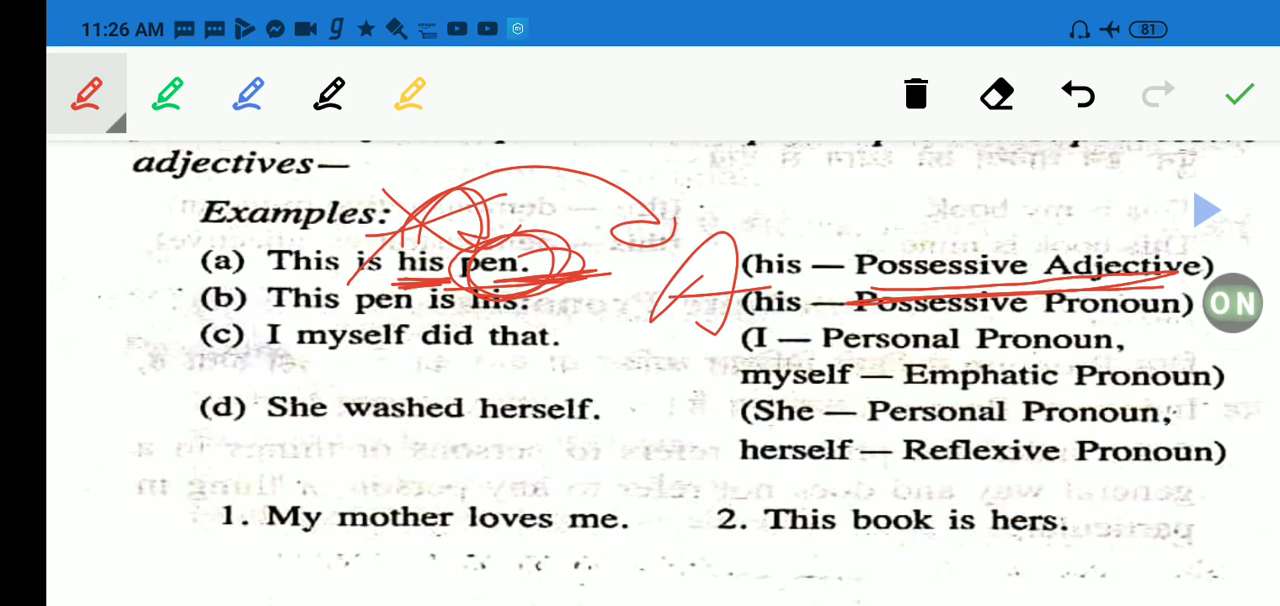 11:26 AM
81
adjectives—
Examples:
(a) This is his pen. (his — Possessive Adjective)
(b) This pen is his. (his — Possessive Pronoun)
(c) I myself did that. (I — Personal Pronoun,
myself — Emphatic Pronoun)
(d) She washed herself. (She — Personal Pronoun,
herself — Reflexive Pronoun)
1. My mother loves me. 2. This book is hers.
ON
A